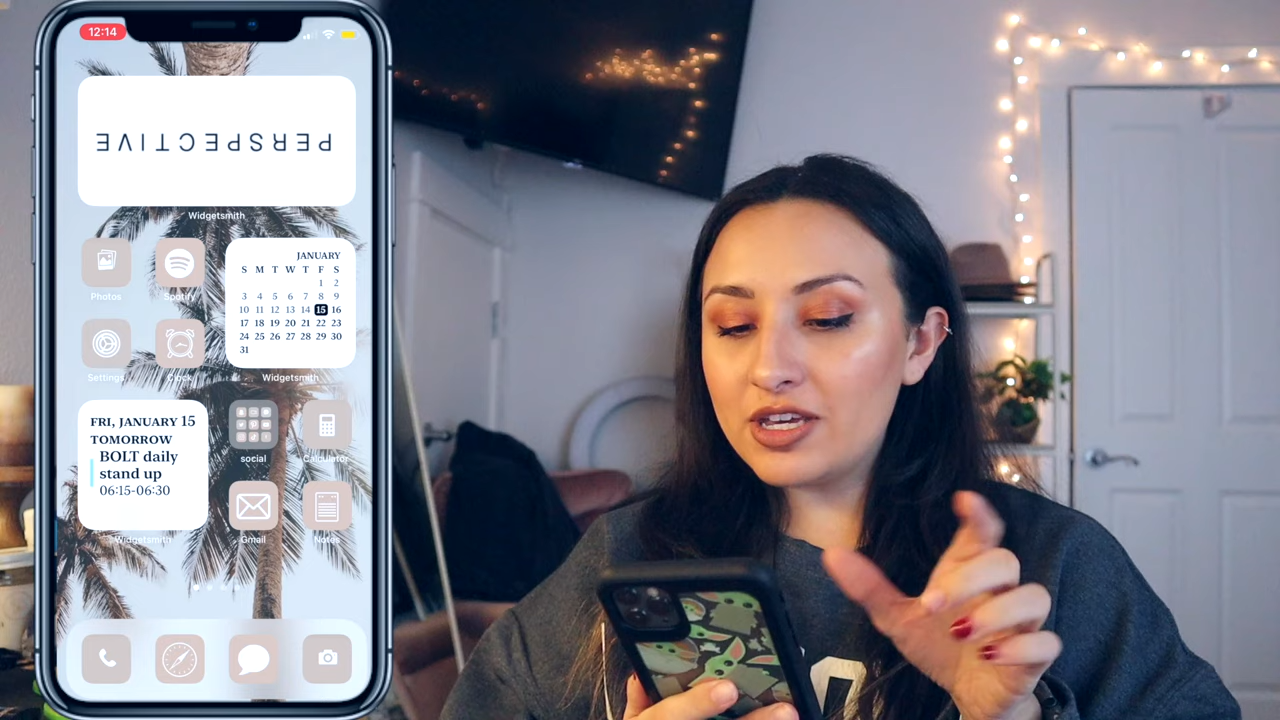 12:14
PERSPECTIVE
Widgetsmith
Photos
Spotify
JANUARY
S M T W T F S
1 2
3 4 5 6 7 8 9
10 11 12 13 14 15 16
17 18 19 20 21 22 23
24 25 26 27 28 29 30
31
Settings
Clock
Widgetsmith
FRI, JANUARY 15
TOMORROW
BOLT daily
stand up
06:15-06:30
Widgetsmith
social
Calculator
Gmail
Notes